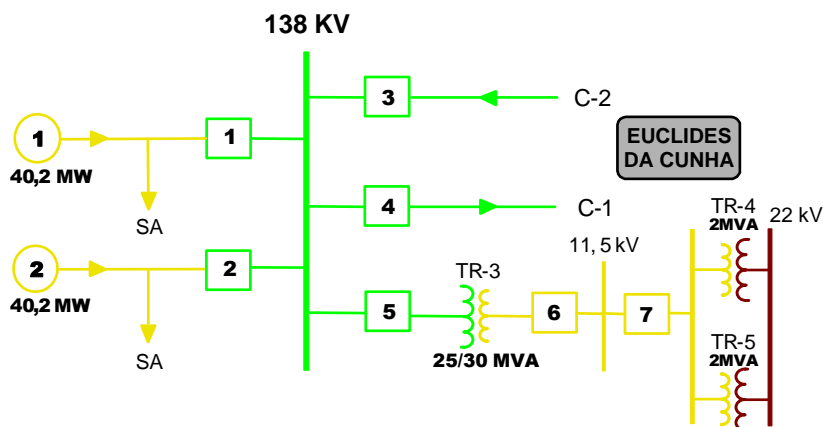 138 KV
3
C-2
EUCLIDES
DA CUNHA
1
1
40,2 MW
SA
4
C-1
TR-4
2MVA
22 kV
11, 5 kV
2
2
40,2 MW
SA
TR-3
5
6
7
25/30 MVA
TR-5
2MVA